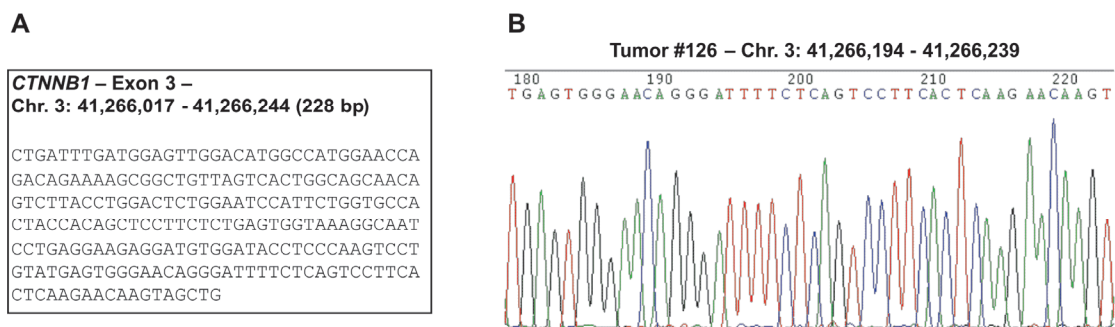 A
CTNNB1 – Exon 3 –
Chr. 3: 41,266,017 - 41,266,244 (228 bp)
CTGATTTGATGGAGTTGGACATGGCCATGGAACCA
GACAGAAAAGCGGCTGTTAGTCACTGGCAGCAACA
GTCTTACCTGGACTCTGGAATCCATTCTGGTGCCA
CTACCACAGCTCCTTCTCTGAGTGGTAAAGGCAAT
CCTGAGGAAGAGGATGTGGATACCTCCCAAGTCCT
GTATGAGTGGGAACAGGGATTTTCTCAGTCCTTCA
CTCAAGAACAAGTAGCTG
B
Tumor #126 – Chr. 3: 41,266,194 - 41,266,239
180 190 200 210 220
TGAGTGGGAACAGGGATTTTCTCAGTCCTTCACTCAAGAACAAGT